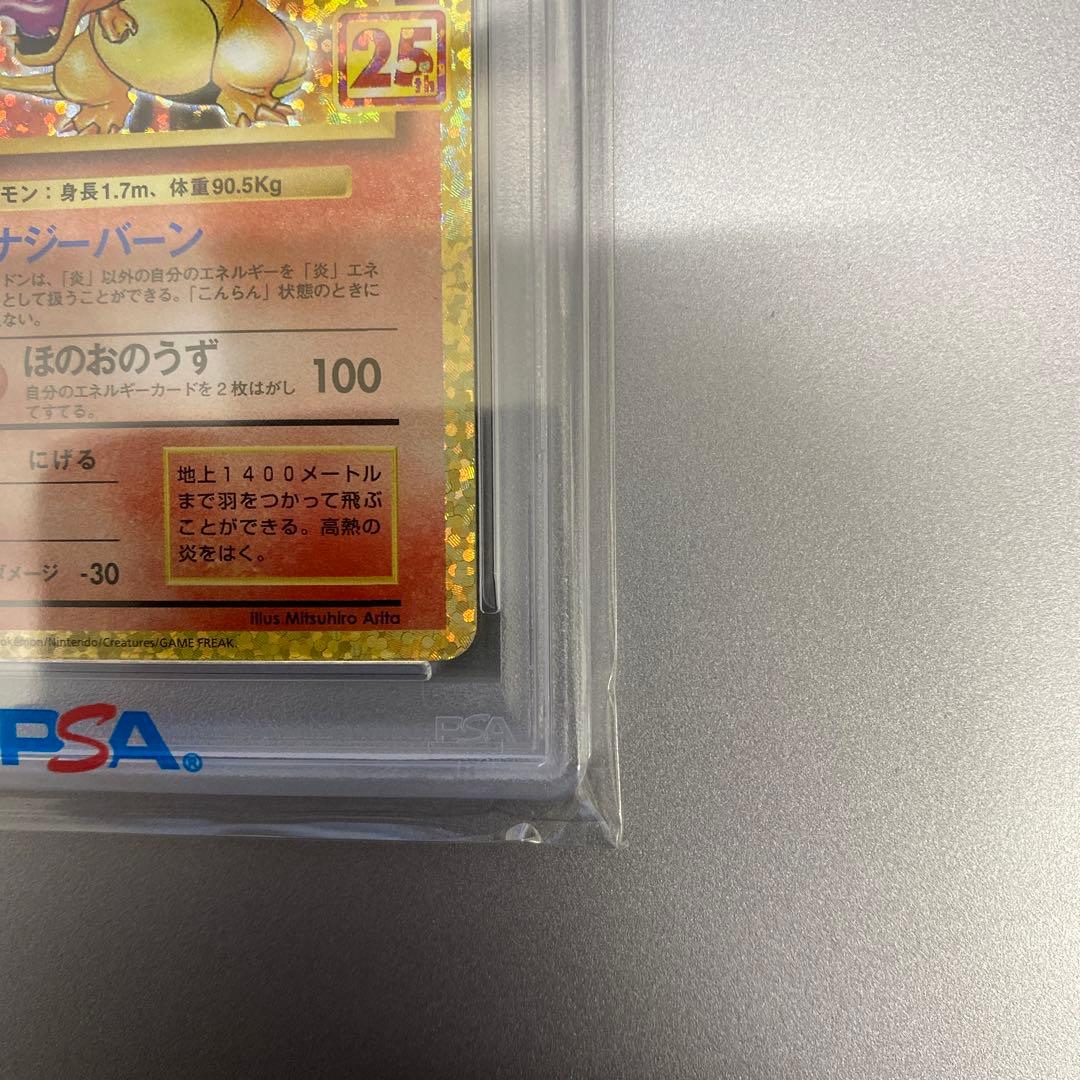 25th
モン：身長1.7m、体重90.5Kg
ナジーバーン
ドンは、「炎」以外の自分のエネルギーを「炎」エネ
として扱うことができる。「こんらん」状態のときに
ない。
ほのおのうず 100
自分のエネルギーカードを2枚はがし
てすてる。
にげる
地上1400メートル
まで羽をつかって飛ぶ
ことができる。高熱の
炎をはく。
ダメージ -30
illus.Mitsuhiro Arita
Pokémon/Nintendo/Creatures/GAME FREAK.
PSA
PSA®